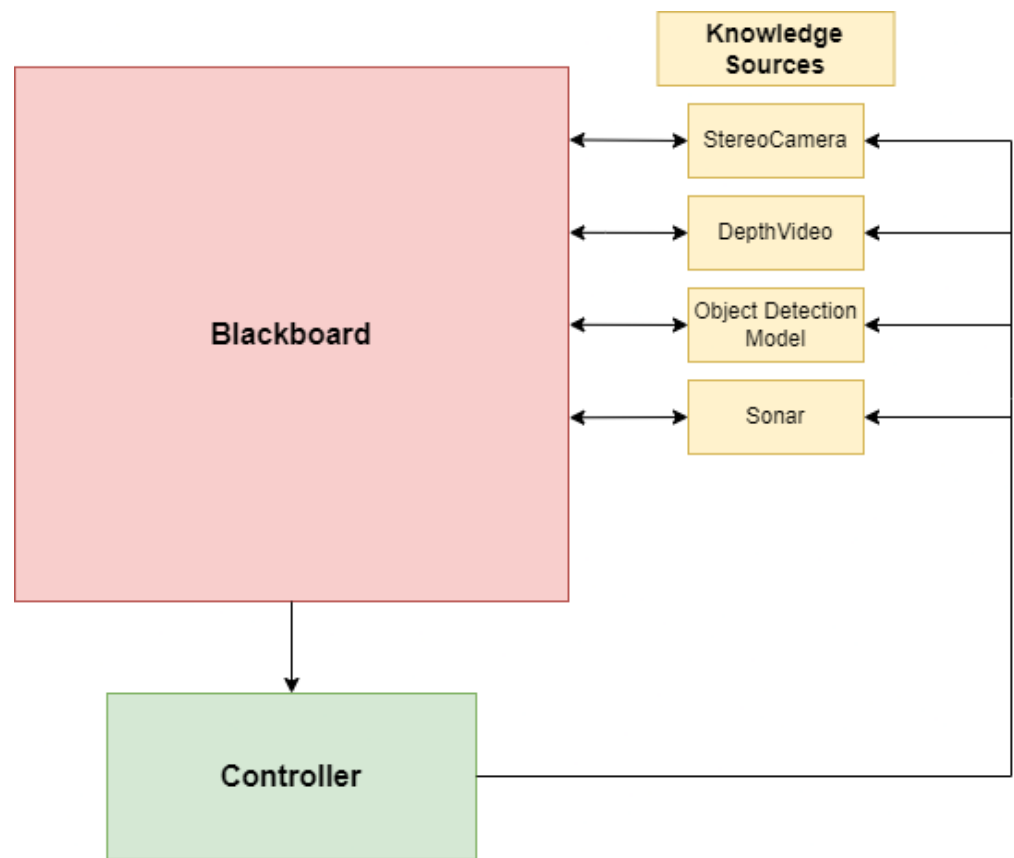 Knowledge
Sources
StereoCamera
DepthVideo
Object Detection
Model
Sonar
Blackboard
Controller